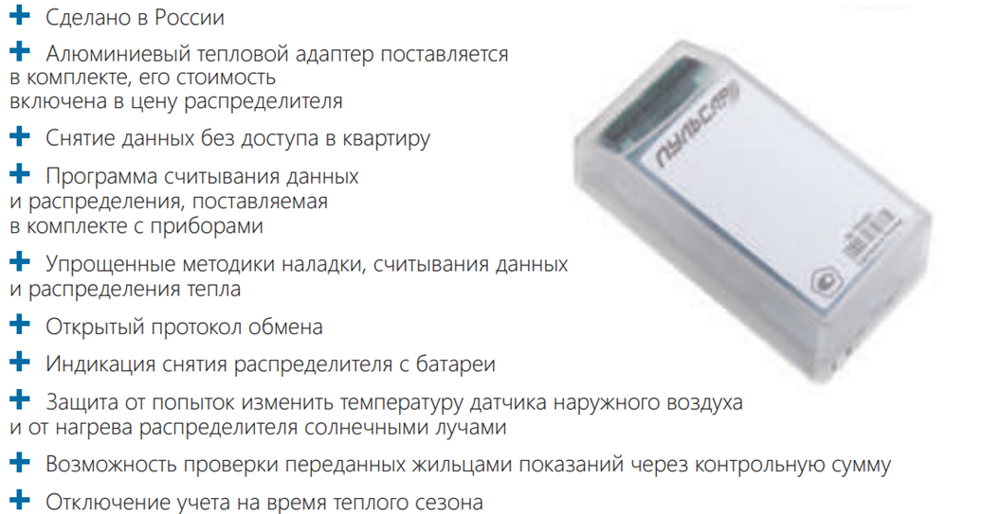 Сделано в России
Алюминиевый тепловой адаптер поставляется
в комплекте, его стоимость
включена в цену распределителя
Снятие данных без доступа в квартиру
Программа считывания данных
и распределения, поставляемая
в комплекте с приборами
Упрощенные методики наладки, считывания данных
и распределения тепла
Открытый протокол обмена
Индикация снятия распределителя с батареи
Защита от попыток изменить температуру датчика наружного воздуха
и от нагрева распределителя солнечными лучами
Возможность проверки переданных жильцами показаний через контрольную сумму
Отключение учета на время теплого сезона
ПУЛЬСАР